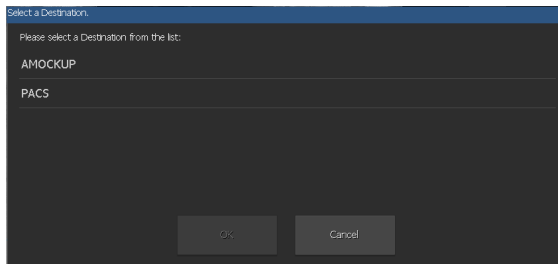 Select a Destination.
Please select a Destination from the list:
AMOCKUP
PACS
OK
Cancel